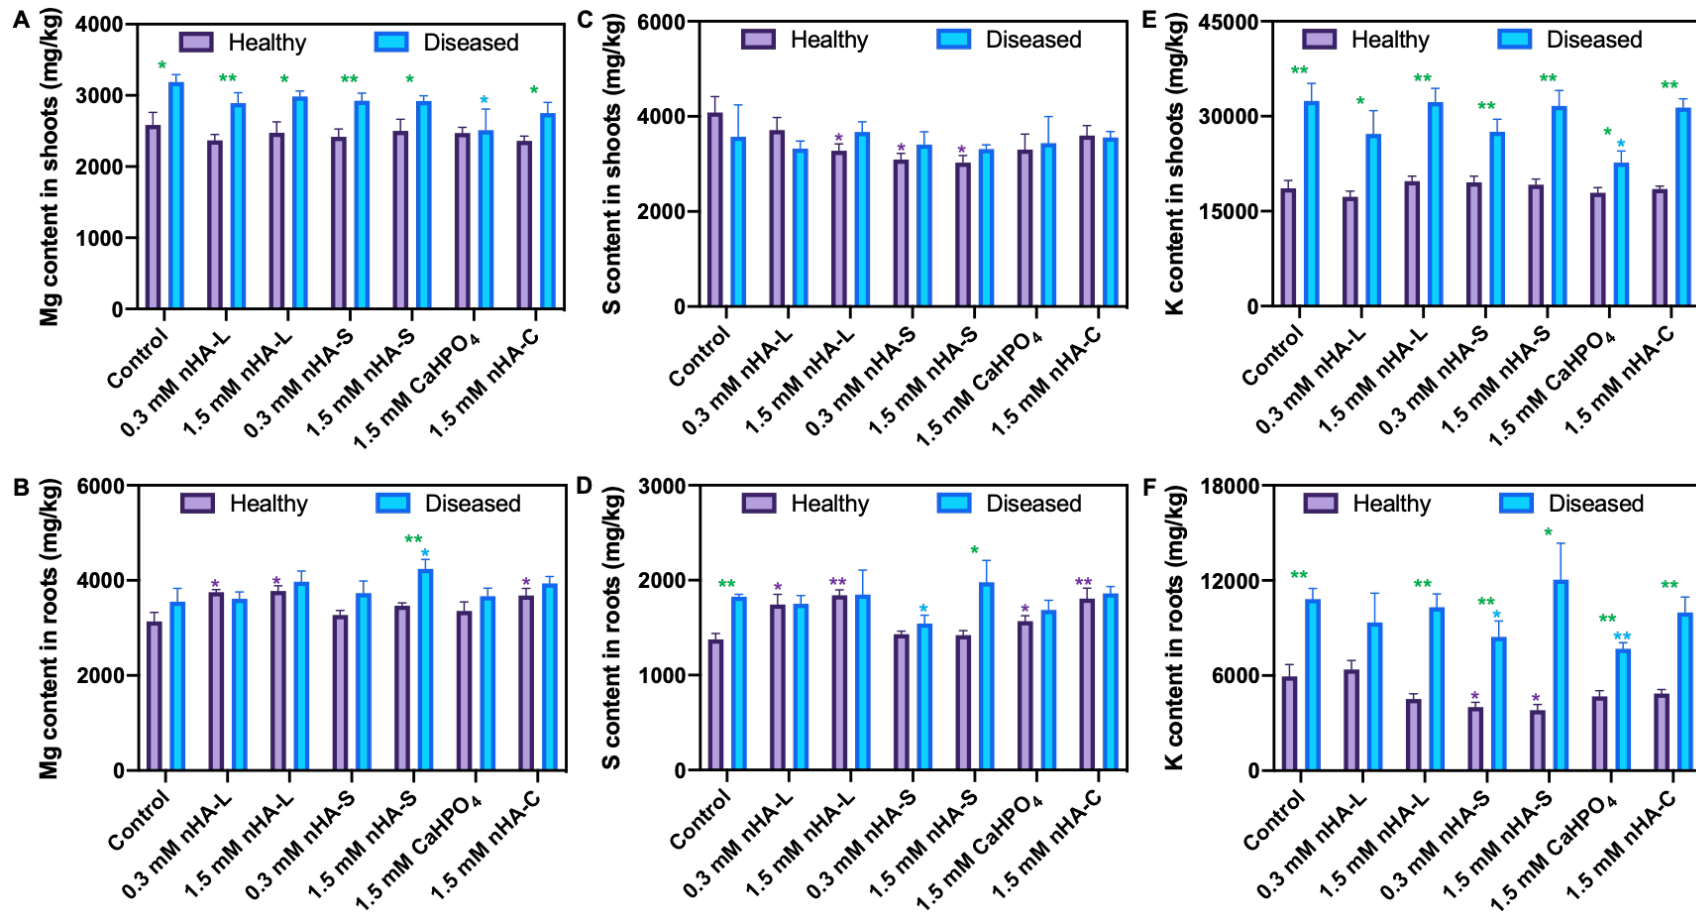 A
Mg content in shoots (mg/kg)
4000
3000
2000
1000
0
Healthy
Diseased
*
**
*
**
*
*
*
Control
0.3 mM nHA-L
1.5 mM nHA-L
0.3 mM nHA-S
1.5 mM nHA-S
1.5 mM CaHPO₄
1.5 mM nHA-C
C
S content in shoots (mg/kg)
6000
4000
2000
0
Healthy
Diseased
*
*
*
Control
0.3 mM nHA-L
1.5 mM nHA-L
0.3 mM nHA-S
1.5 mM nHA-S
1.5 mM CaHPO₄
1.5 mM nHA-C
E
K content in shoots (mg/kg)
45000
30000
15000
0
Healthy
Diseased
**
*
**
**
**
*
*
**
Control
0.3 mM nHA-L
1.5 mM nHA-L
0.3 mM nHA-S
1.5 mM nHA-S
1.5 mM CaHPO₄
1.5 mM nHA-C
B
Mg content in roots (mg/kg)
6000
4000
2000
0
Healthy
Diseased
*
*
**
*
*
Control
0.3 mM nHA-L
1.5 mM nHA-L
0.3 mM nHA-S
1.5 mM nHA-S
1.5 mM CaHPO₄
1.5 mM nHA-C
D
S content in roots (mg/kg)
3000
2000
1000
0
Healthy
Diseased
**
*
**
*
*
*
**
Control
0.3 mM nHA-L
1.5 mM nHA-L
0.3 mM nHA-S
1.5 mM nHA-S
1.5 mM CaHPO₄
1.5 mM nHA-C
F
K content in roots (mg/kg)
18000
12000
6000
0
Healthy
Diseased
**
**
**
*
*
*
*
**
**
**
Control
0.3 mM nHA-L
1.5 mM nHA-L
0.3 mM nHA-S
1.5 mM nHA-S
1.5 mM CaHPO₄
1.5 mM nHA-C